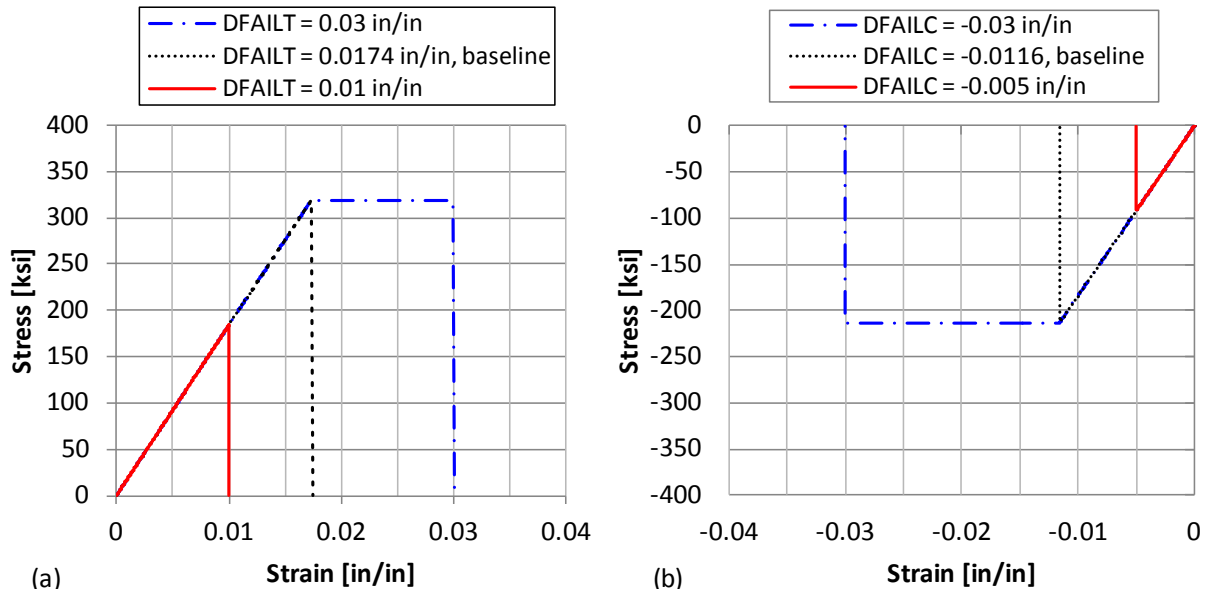 DFAILT = 0.03 in/in
DFAILT = 0.0174 in/in, baseline
DFAILT = 0.01 in/in
400
350
300
250
200
150
100
50
0
Stress [ksi]
0
0.01
0.02
0.03
0.04
Strain [in/in]
(a)
DFAILC = -0.03 in/in
DFAILC = -0.0116, baseline
DFAILC = -0.005 in/in
0
-50
-100
-150
-200
-250
-300
-350
-400
Stress [ksi]
-0.04
-0.03
-0.02
-0.01
0
Strain [in/in]
(b)